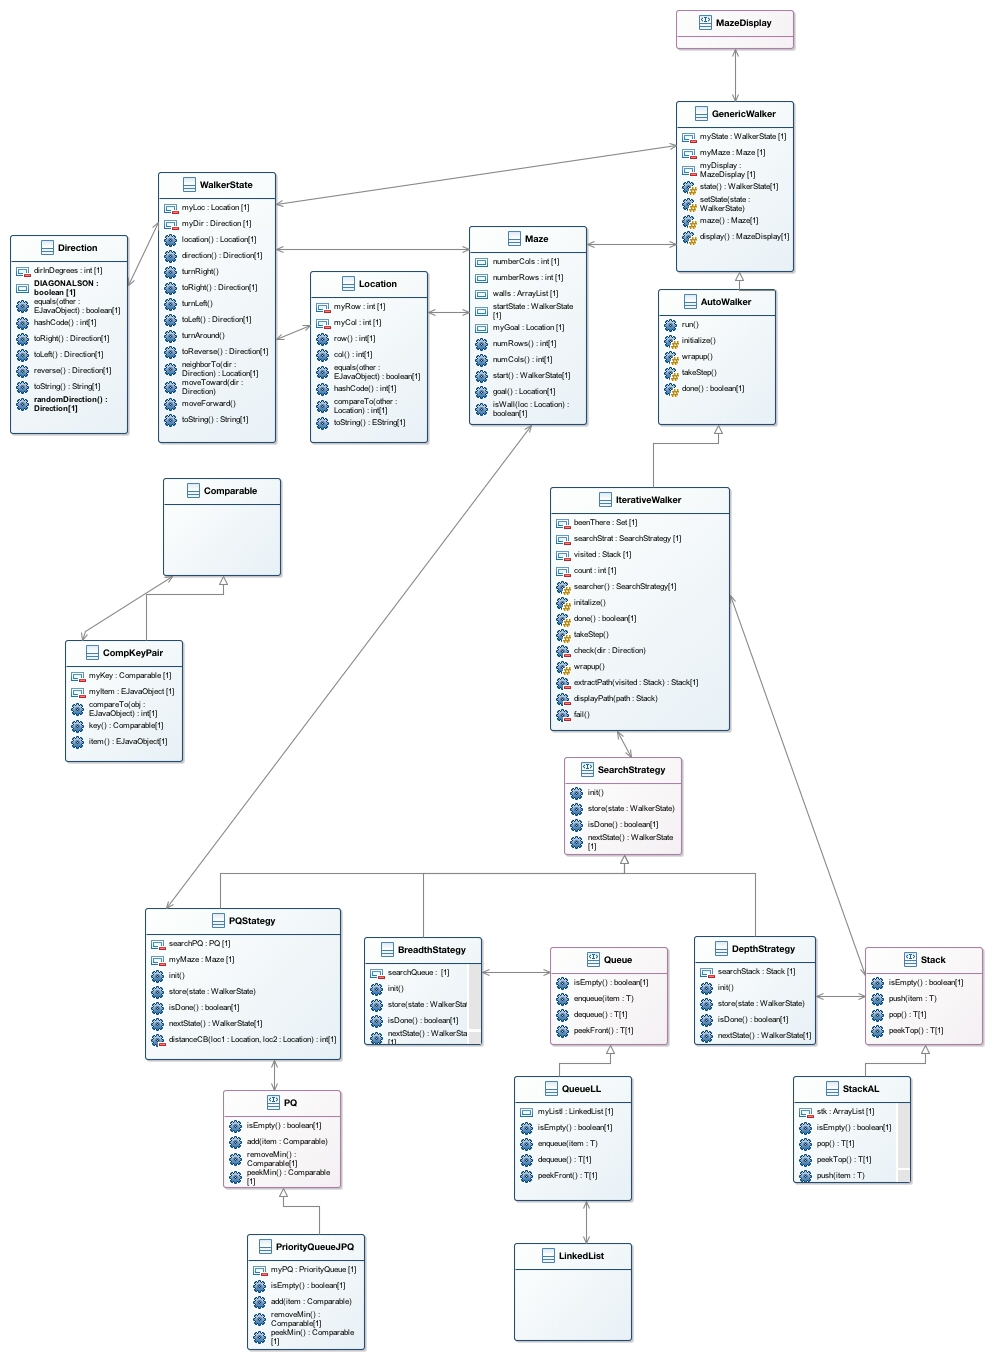 MazeDisplay
GenericWalker
myState : WalkerState [1]
myMaze : Maze [1]
myDisplay :
MazeDisplay [1]
state() : WalkerState[1]
setState(state :
WalkerState)
maze() : Maze[1]
display() : MazeDisplay[1]
WalkerState
myLoc : Location [1]
myDir : Direction [1]
location() : Location[1]
direction() : Direction[1]
turnRight()
toRight() : Direction[1]
turnLeft()
toLeft() : Direction[1]
turnAround()
toReverse() : Direction[1]
neighborTo(dir :
Direction) : Location[1]
moveToward(dir :
Direction)
moveForward()
toString() : String[1]
Direction
dirInDegrees : int [1]
DIAGONALSON :
boolean [1]
equals(other :
EJavaObject) : boolean[1]
hashCode() : int[1]
toRight() : Direction[1]
toLeft() : Direction[1]
reverse() : Direction[1]
toString() : String[1]
randomDirection() :
Direction[1]
Location
myRow : int [1]
myCol : int [1]
row() : int[1]
col() : int[1]
equals(other :
EJavaObject) : boolean[1]
hashCode() : int[1]
compareTo(other :
Location) : int[1]
toString() : EString[1]
Maze
numberCols : int [1]
numberRows : int [1]
walls : ArrayList [1]
startState : WalkerState
[1]
myGoal : Location [1]
numRows() : int[1]
numCols() : int[1]
start() : WalkerState[1]
goal() : Location[1]
isWall(loc : Location) :
boolean[1]
AutoWalker
run()
initialize()
wrapup()
takeStep()
done() : boolean[1]
Comparable
CompKeyPair
myKey : Comparable [1]
myItem : EJavaObject [1]
compareTo(obj :
EJavaObject) : int[1]
key() : Comparable[1]
item() : EJavaObject[1]
IterativeWalker
beenThere : Set [1]
searchStrat : SearchStrategy [1]
visited : Stack [1]
count : int [1]
searcher() : SearchStrategy[1]
initalize()
done() : boolean[1]
takeStep()
check(dir : Direction)
wrapup()
extractPath(visited : Stack) : Stack[1]
displayPath(path : Stack)
fail()
SearchStrategy
init()
store(state : WalkerState)
isDone() : boolean[1]
nextState() : WalkerState
[1]
PQStategy
searchPQ : PQ [1]
myMaze : Maze [1]
init()
store(state : WalkerState)
isDone() : boolean[1]
nextState() : WalkerState[1]
distanceCB(loc1 : Location, loc2 : Location) : int[1]
BreadthStategy
searchQueue : [1]
init()
store(state : WalkerStat
isDone() : boolean[1]
nextState() : WalkerSta
[1]
Queue
isEmpty() : boolean[1]
enqueue(item : T)
dequeue() : T[1]
peekFront() : T[1]
DepthStrategy
searchStack : Stack [1]
init()
store(state : WalkerState)
isDone() : boolean[1]
nextState() : WalkerState[1]
Stack
isEmpty() : boolean[1]
push(item : T)
pop() : T[1]
peekTop() : T[1]
PQ
isEmpty() : boolean[1]
add(item : Comparable)
removeMin() :
Comparable[1]
peekMin() : Comparable
[1]
QueueLL
myListl : LinkedList [1]
isEmpty() : boolean[1]
enqueue(item : T)
dequeue() : T[1]
peekFront() : T[1]
StackAL
stk : ArrayList [1]
isEmpty() : boolean[1]
pop() : T[1]
peekTop() : T[1]
push(item : T)
PriorityQueueJPQ
myPQ : PriorityQueue [1]
isEmpty() : boolean[1]
add(item : Comparable)
removeMin() :
Comparable[1]
peekMin() : Comparable
[1]
LinkedList